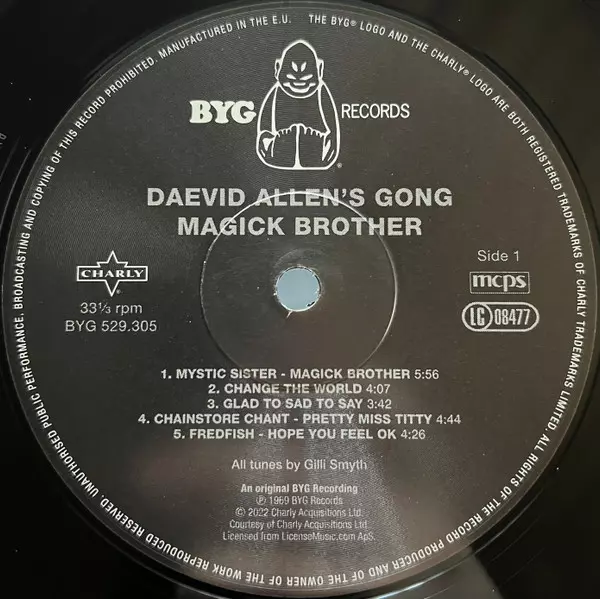 MANUFACTURED IN THE E.U. THE BYG® LOGO AND THE CHARLY® LOGO ARE BOTH REGISTERED TRADEMARKS OF CHARLY TRADEMARKS LIMITED ALL RIGHTS OF THE RECORD PRODUCER AND OF THE OWNER OF THE WORK REPRODUCED RESERVED. UNAUTHORISED PUBLIC PERFORMANCE, BROADCASTING AND COPYING OF THIS RECORD PROHIBITED.
BYG RECORDS
DAEVID ALLEN'S GONG
MAGICK BROTHER
CHARLY
33⅓ rpm
BYG 529.305
Side 1
mcps
LC 08477
1. MYSTIC SISTER - MAGICK BROTHER 5:56
2. CHANGE THE WORLD 4:07
3. GLAD TO SAD TO SAY 3:42
4. CHAINSTORE CHANT - PRETTY MISS TITTY 4:44
5. FREDFISH - HOPE YOU FEEL OK 4:26
All tunes by Gilli Smyth
An original BYG Recording
℗ 1969 BYG Records
© 2022 Charly Acquisitions Ltd.
Courtesy of Charly Acquisitions Ltd.
Licensed from LicenseMusic.com ApS.